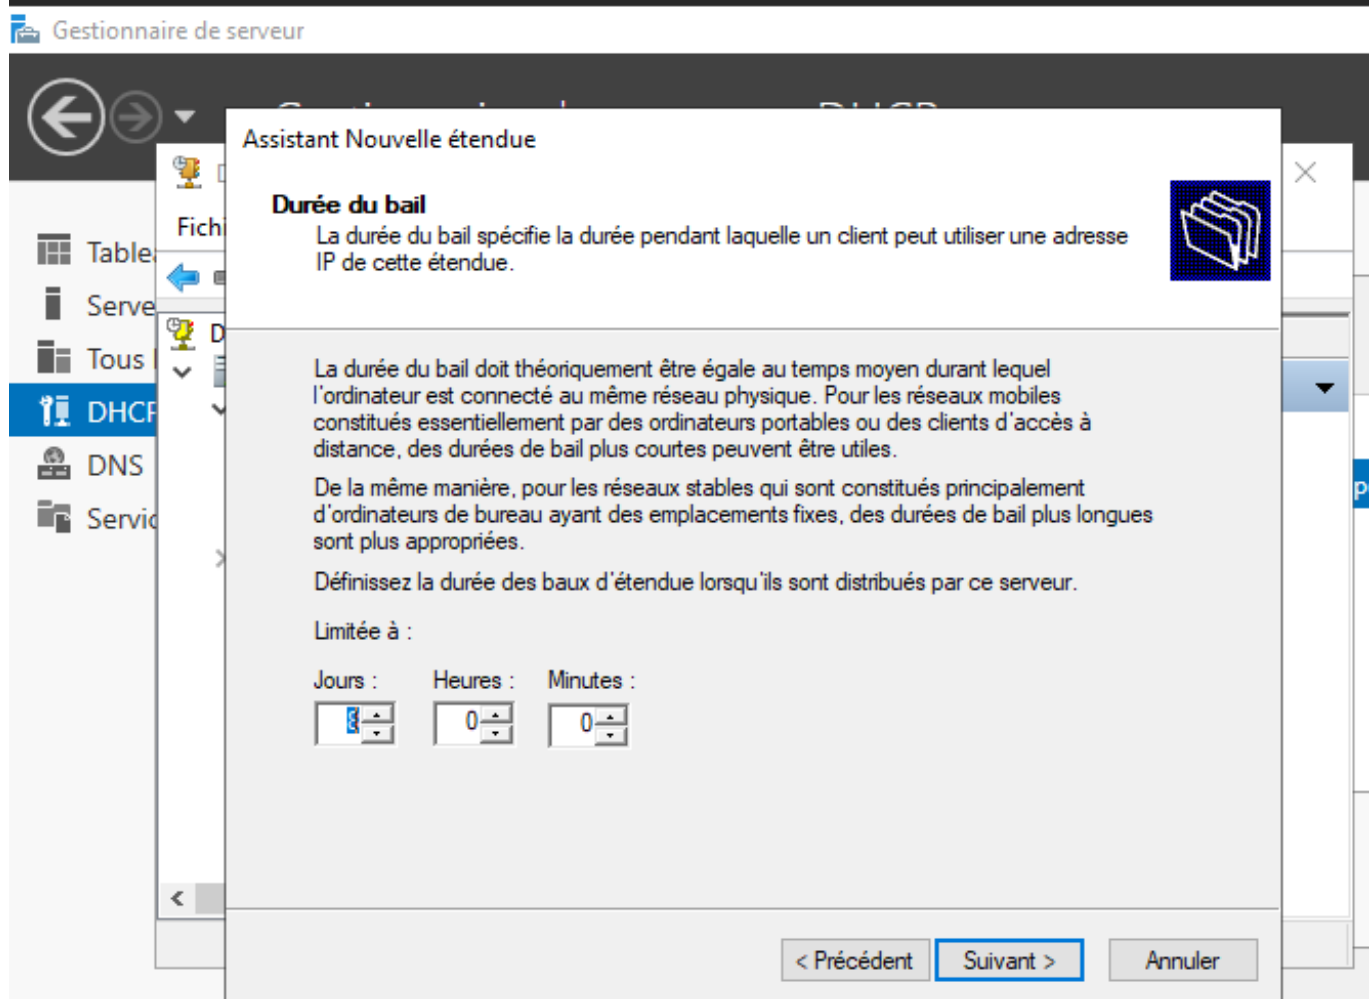 Gestionnaire de serveur
Assistant Nouvelle étendue
Durée du bail
La durée du bail spécifie la durée pendant laquelle un client peut utiliser une adresse
IP de cette étendue.
Fichi
Table
Serve
Tous
DHCP
DNS
Servic
D
La durée du bail doit théoriquement être égale au temps moyen durant lequel
l'ordinateur est connecté au même réseau physique. Pour les réseaux mobiles
constitués essentiellement par des ordinateurs portables ou des clients d'accès à
distance, des durées de bail plus courtes peuvent être utiles.
De la même manière, pour les réseaux stables qui sont constitués principalement
d'ordinateurs de bureau ayant des emplacements fixes, des durées de bail plus longues
sont plus appropriées.
Définissez la durée des baux d'étendue lorsqu'ils sont distribués par ce serveur.
Limitée à :
Jours : Heures : Minutes :
8 0 0
< Précédent Suivant > Annuler